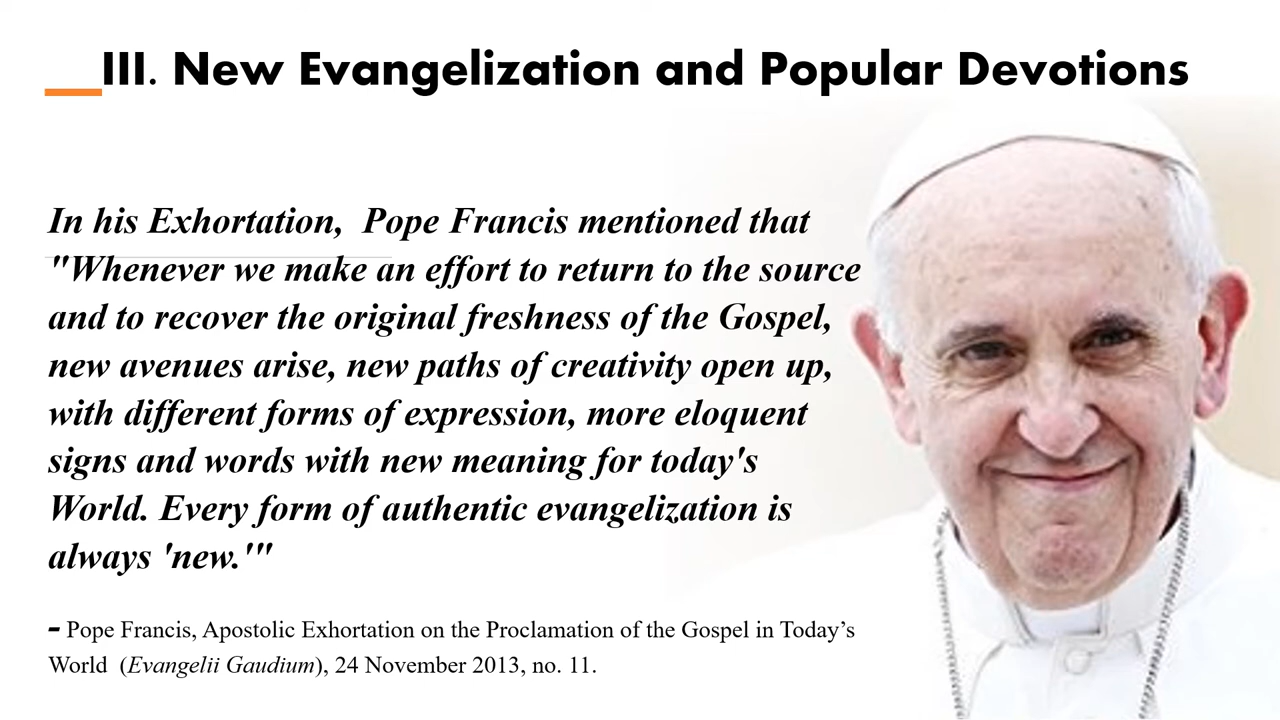 III. New Evangelization and Popular Devotions
In his Exhortation,  Pope Francis mentioned that
"Whenever we make an effort to return to the source
and to recover the original freshness of the Gospel,
new avenues arise, new paths of creativity open up,
with different forms of expression, more eloquent
signs and words with new meaning for today's
World. Every form of authentic evangelization is
always 'new.'"
- Pope Francis, Apostolic Exhortation on the Proclamation of the Gospel in Today’s
World  (Evangelii Gaudium), 24 November 2013, no. 11.